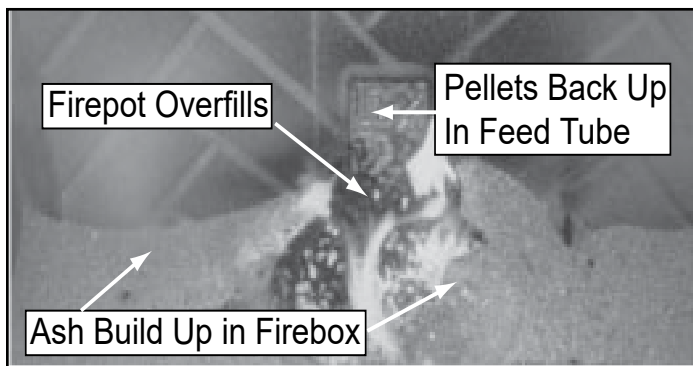 Firepot Overfills
Pellets Back Up
In Feed Tube
Ash Build Up in Firebox